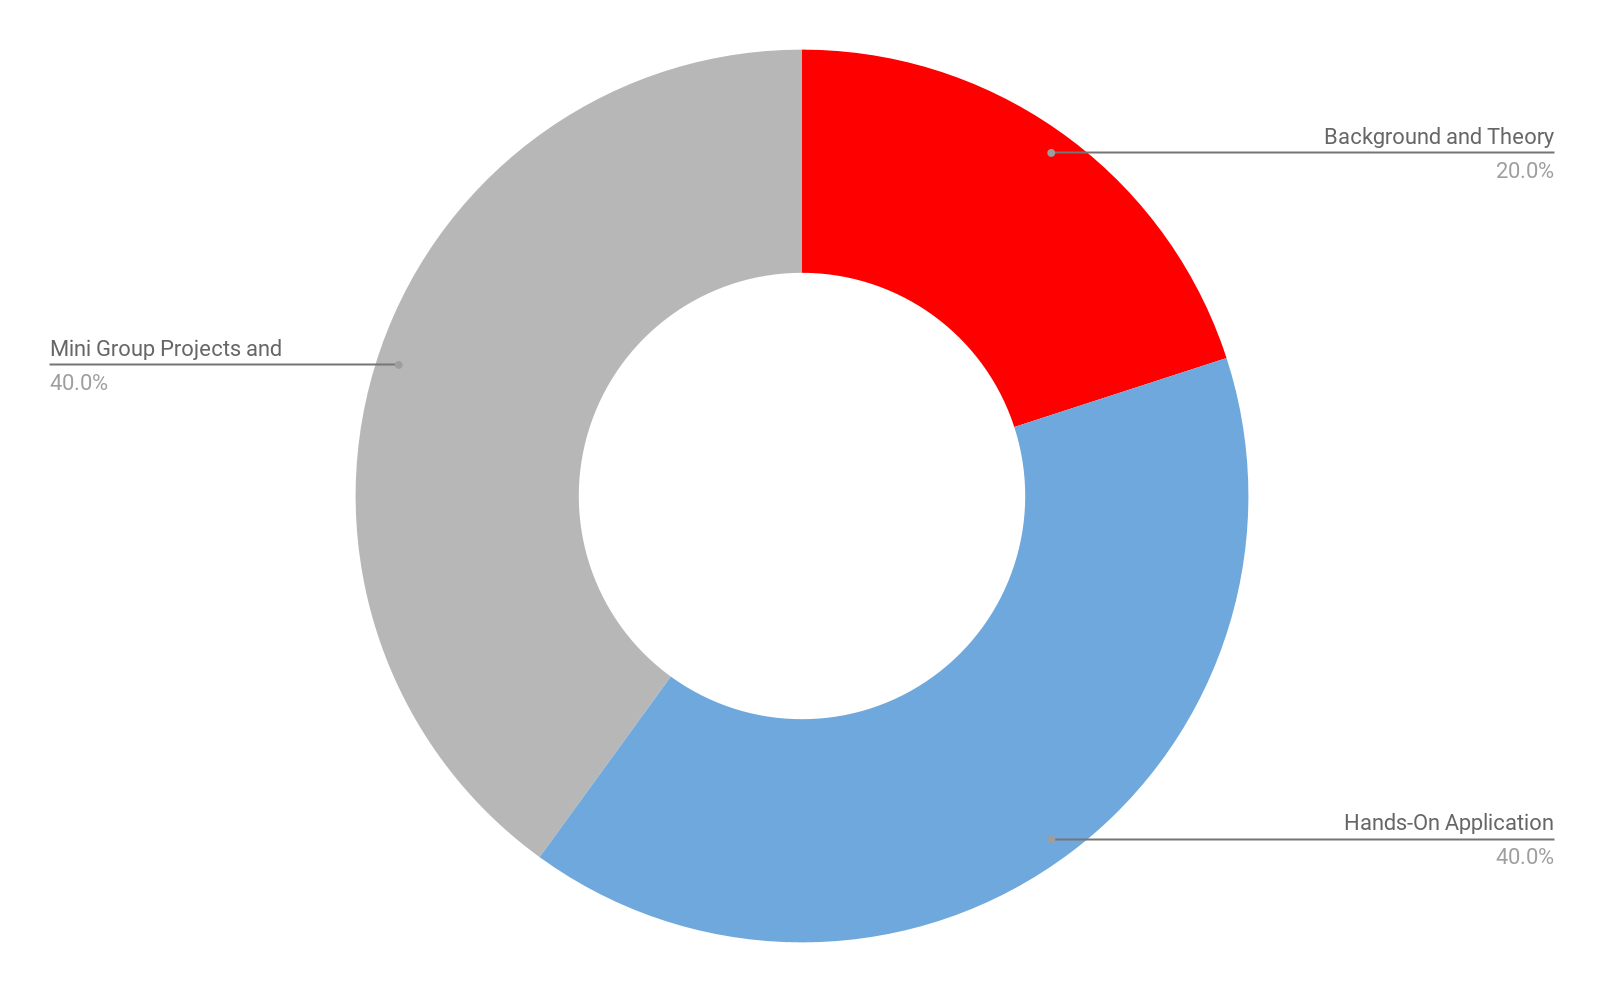 Background and Theory
20.0%
Mini Group Projects and
40.0%
Hands-On Application
40.0%